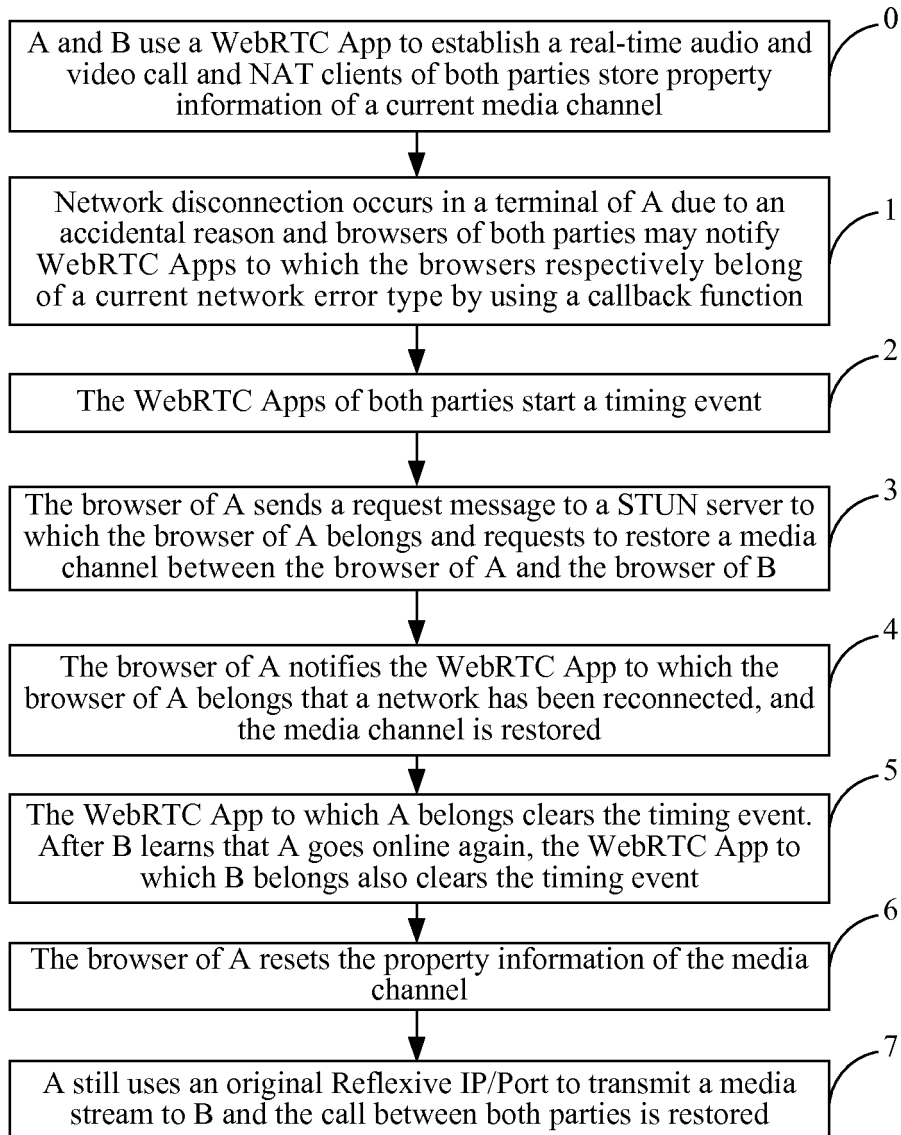 0
A and B use a WebRTC App to establish a real-time audio and
video call and NAT clients of both parties store property
information of a current media channel
1
Network disconnection occurs in a terminal of A due to an
accidental reason and browsers of both parties may notify
WebRTC Apps to which the browsers respectively belong
of a current network error type by using a callback function
2
The WebRTC Apps of both parties start a timing event
3
The browser of A sends a request message to a STUN server to
which the browser of A belongs and requests to restore a media
channel between the browser of A and the browser of B
4
The browser of A notifies the WebRTC App to which the
browser of A belongs that a network has been reconnected, and
the media channel is restored
5
The WebRTC App to which A belongs clears the timing event.
After B learns that A goes online again, the WebRTC App to
which B belongs also clears the timing event
6
The browser of A resets the property information of the media
channel
7
A still uses an original Reflexive IP/Port to transmit a media
stream to B and the call between both parties is restored